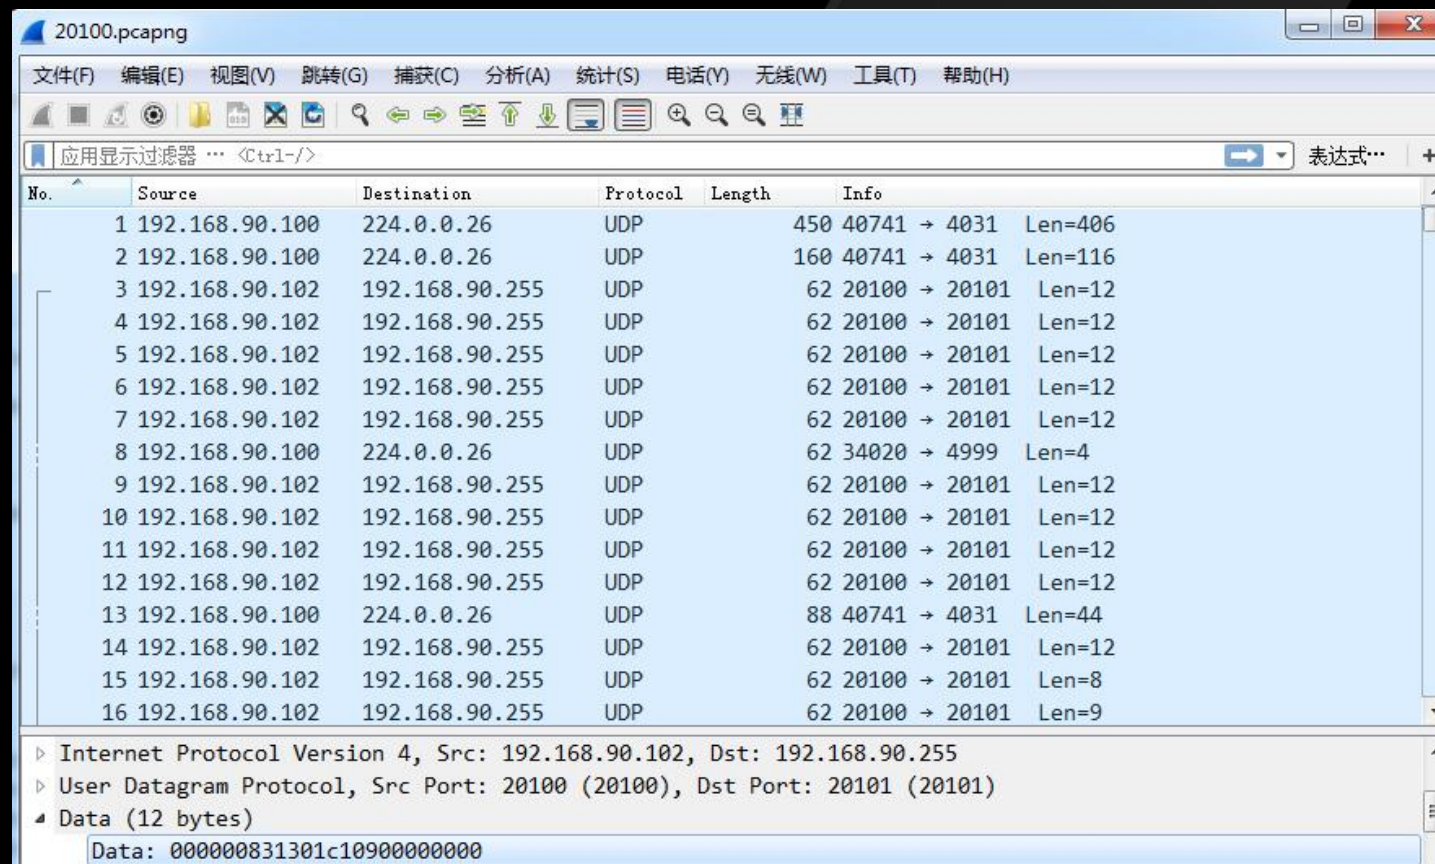 20100.pcapng
文件(F) 编辑(E) 视图(V) 跳转(G) 捕获(C) 分析(A) 统计(S) 电话(Y) 无线(W) 工具(T) 帮助(H)
应用显示过滤器 … <Ctrl-/> 表达式… +
No. Source Destination Protocol Length Info
1 192.168.90.100 224.0.0.26 UDP 450 40741 → 4031 Len=406
2 192.168.90.100 224.0.0.26 UDP 160 40741 → 4031 Len=116
3 192.168.90.102 192.168.90.255 UDP 62 20100 → 20101 Len=12
4 192.168.90.102 192.168.90.255 UDP 62 20100 → 20101 Len=12
5 192.168.90.102 192.168.90.255 UDP 62 20100 → 20101 Len=12
6 192.168.90.102 192.168.90.255 UDP 62 20100 → 20101 Len=12
7 192.168.90.102 192.168.90.255 UDP 62 20100 → 20101 Len=12
8 192.168.90.100 224.0.0.26 UDP 62 34020 → 4999 Len=4
9 192.168.90.102 192.168.90.255 UDP 62 20100 → 20101 Len=12
10 192.168.90.102 192.168.90.255 UDP 62 20100 → 20101 Len=12
11 192.168.90.102 192.168.90.255 UDP 62 20100 → 20101 Len=12
12 192.168.90.102 192.168.90.255 UDP 62 20100 → 20101 Len=12
13 192.168.90.100 224.0.0.26 UDP 88 40741 → 4031 Len=44
14 192.168.90.102 192.168.90.255 UDP 62 20100 → 20101 Len=12
15 192.168.90.102 192.168.90.255 UDP 62 20100 → 20101 Len=8
16 192.168.90.102 192.168.90.255 UDP 62 20100 → 20101 Len=9
Internet Protocol Version 4, Src: 192.168.90.102, Dst: 192.168.90.255
User Datagram Protocol, Src Port: 20100 (20100), Dst Port: 20101 (20101)
Data (12 bytes)
Data: 000000831301c10900000000